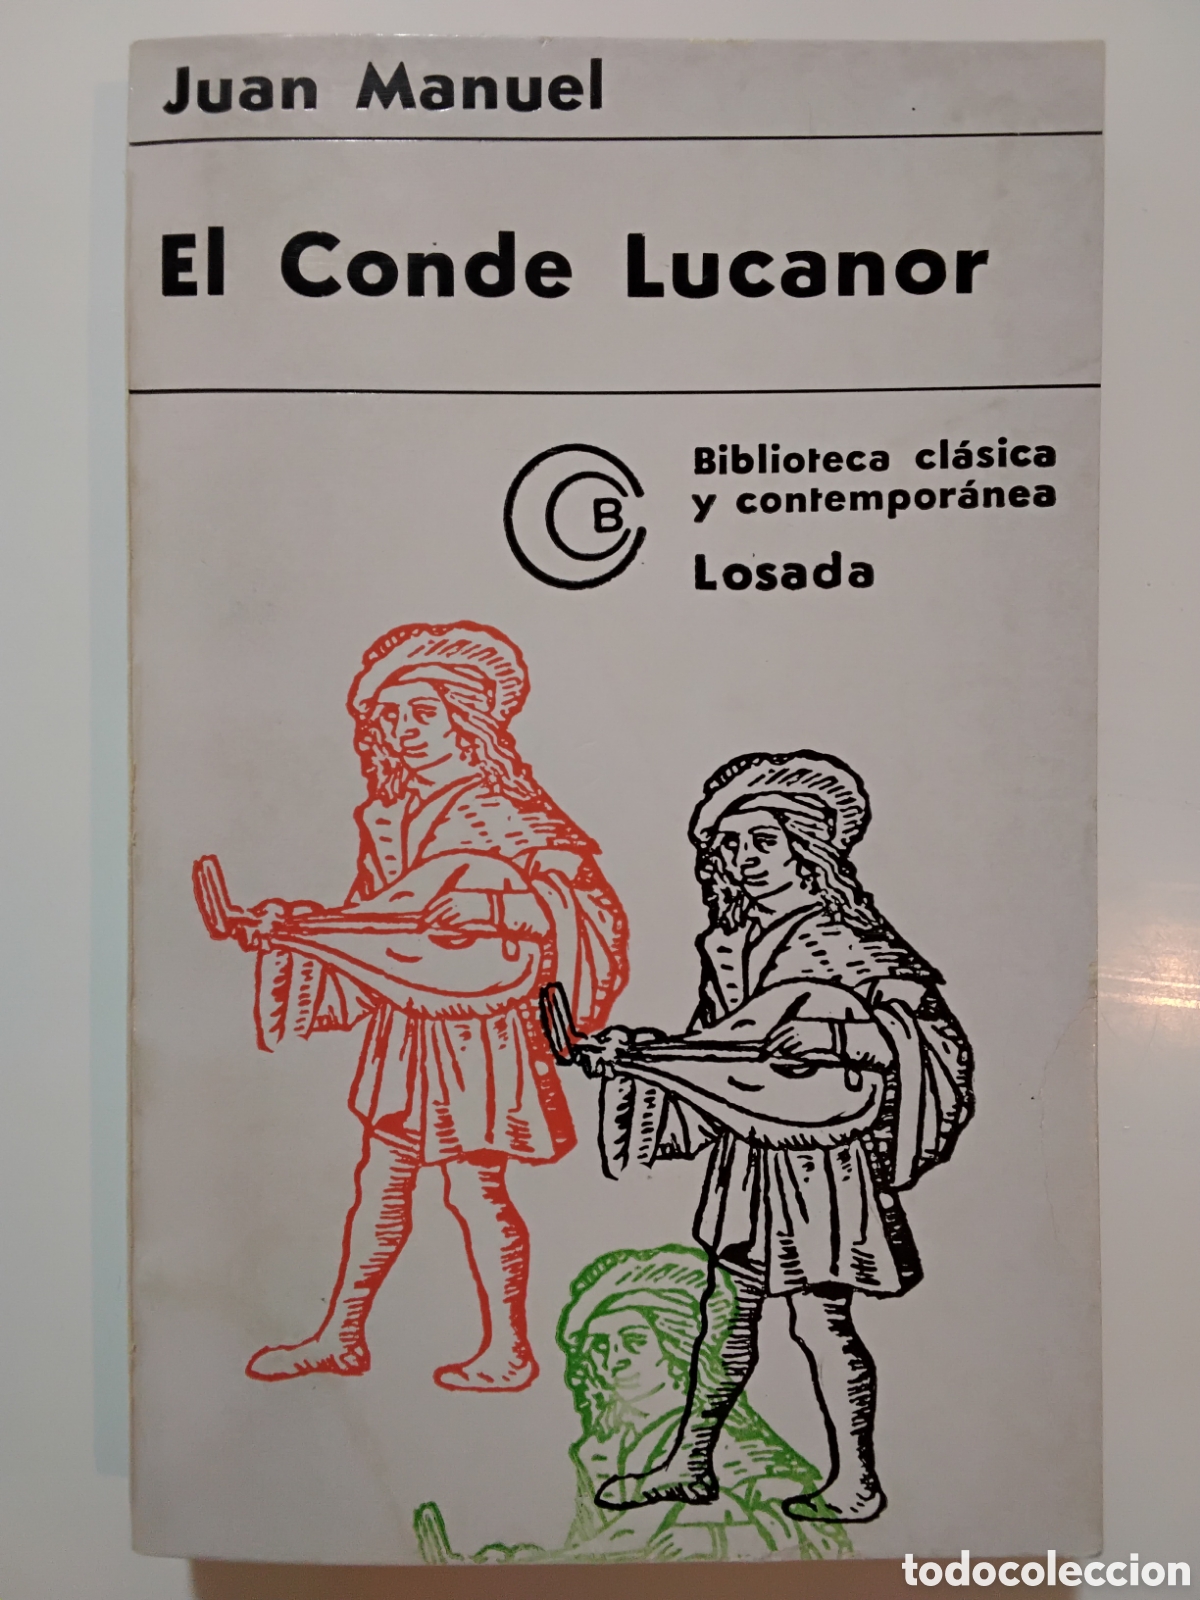 Juan Manuel
El Conde Lucanor
B
Biblioteca clásica
y contemporánea
Losada
todocoleccion